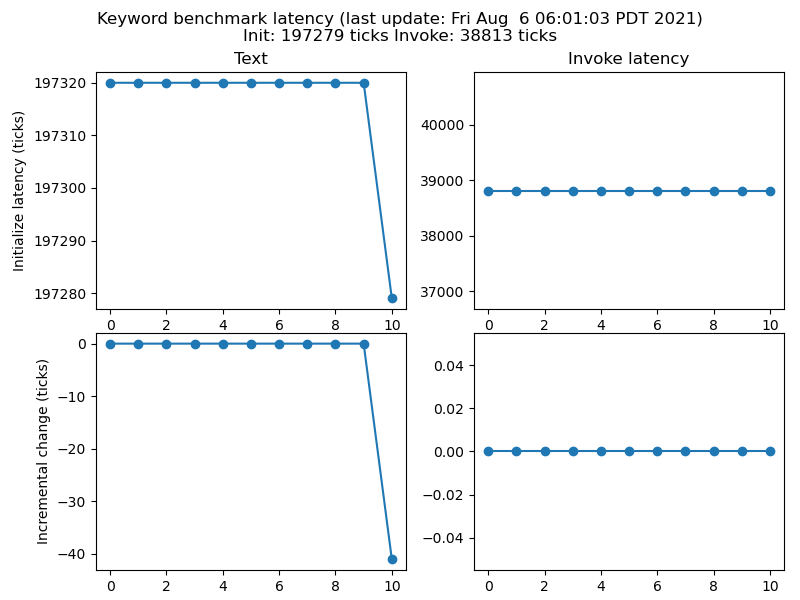 Keyword benchmark latency (last update: Fri Aug  6 06:01:03 PDT 2021)
Init: 197279 ticks Invoke: 38813 ticks
Text
Invoke latency
Initialize latency (ticks)
197320
197310
197300
197290
197280
0 2 4 6 8 10
40000
39000
38000
37000
0 2 4 6 8 10
Incremental change (ticks)
0
−10
−20
−30
−40
0 2 4 6 8 10
0.04
0.02
0.00
−0.02
−0.04
0 2 4 6 8 10